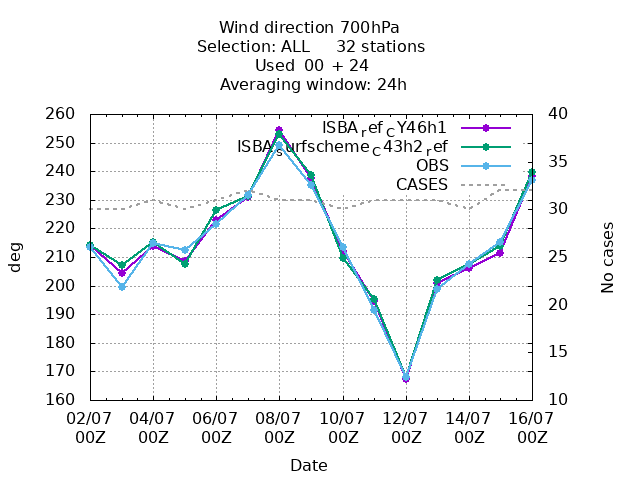 Wind direction 700hPa
Selection: ALL 32 stations
Used 00 + 24
Averaging window: 24h
ISBA_ref_CY46h1
ISBA_surfscheme_C43h2_ref
OBS
CASES
260
250
240
230
220
210
200
190
180
170
160
deg
40
35
30
25
20
15
10
No cases
02/07 04/07 06/07 08/07 10/07 12/07 14/07 16/07
00Z 00Z 00Z 00Z 00Z 00Z 00Z 00Z
Date